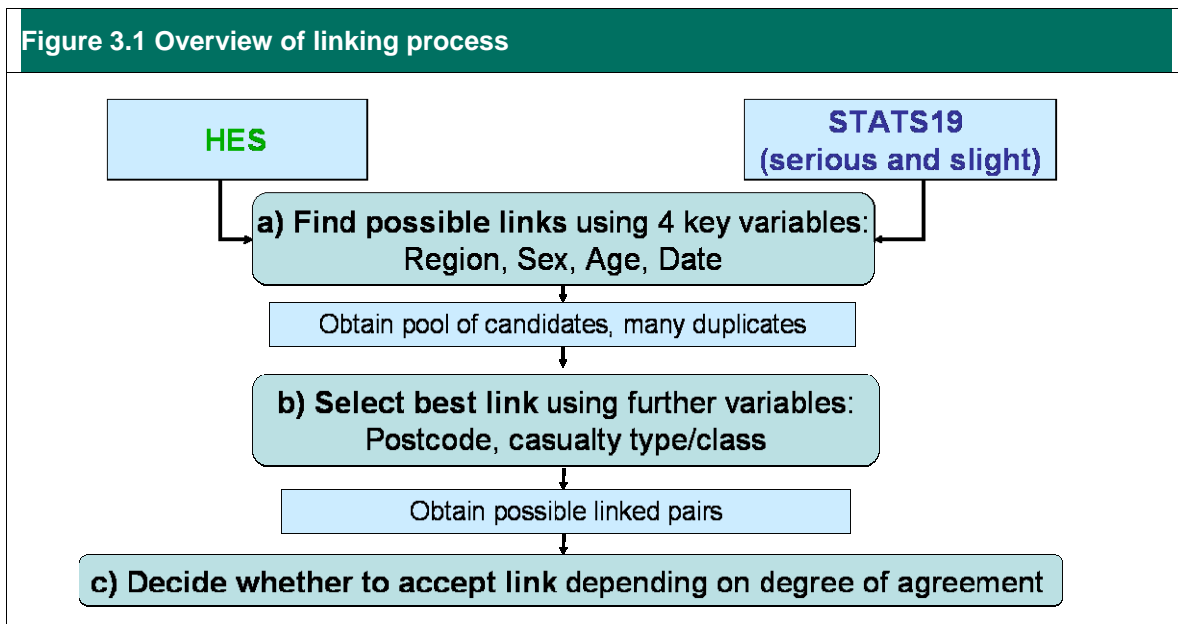 Figure 3.1 Overview of linking process
HES
STATS19
(serious and slight)
a) Find possible links using 4 key variables:
Region, Sex, Age, Date
Obtain pool of candidates, many duplicates
b) Select best link using further variables:
Postcode, casualty type/class
Obtain possible linked pairs
c) Decide whether to accept link depending on degree of agreement